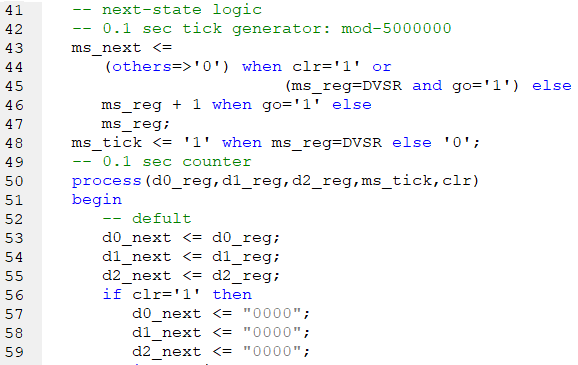 41 -- next-state logic
42 -- 0.1 sec tick generator: mod-5000000
43 ms_next <=
44 (others=>'0') when clr='1' or
45 (ms_reg=DVSR and go='1') else
46 ms_reg + 1 when go='1' else
47 ms_reg;
48 ms_tick <= '1' when ms_reg=DVSR else '0';
49 -- 0.1 sec counter
50 process(d0_reg,d1_reg,d2_reg,ms_tick,clr)
51 begin
52 -- defult
53 d0_next <= d0_reg;
54 d1_next <= d1_reg;
55 d2_next <= d2_reg;
56 if clr='1' then
57 d0_next <= "0000";
58 d1_next <= "0000";
59 d2_next <= "0000";